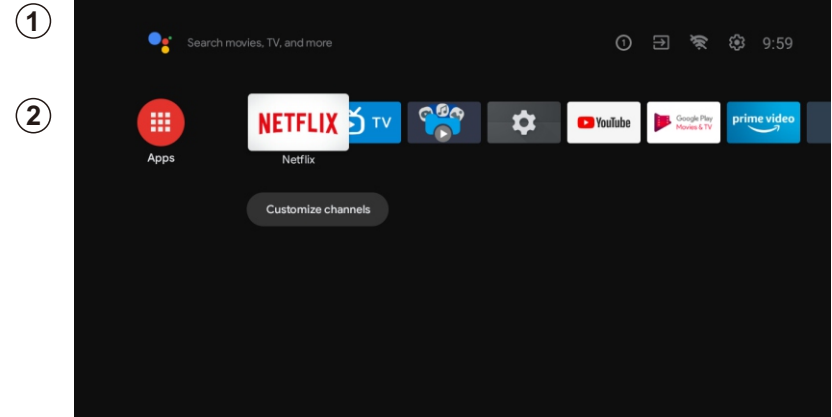 1
Search movies, TV, and more
1
9:59
2
NETFLIX
TV
YouTube
Google Play
Movies & TV
prime video
Apps
Netflix
Customize channels